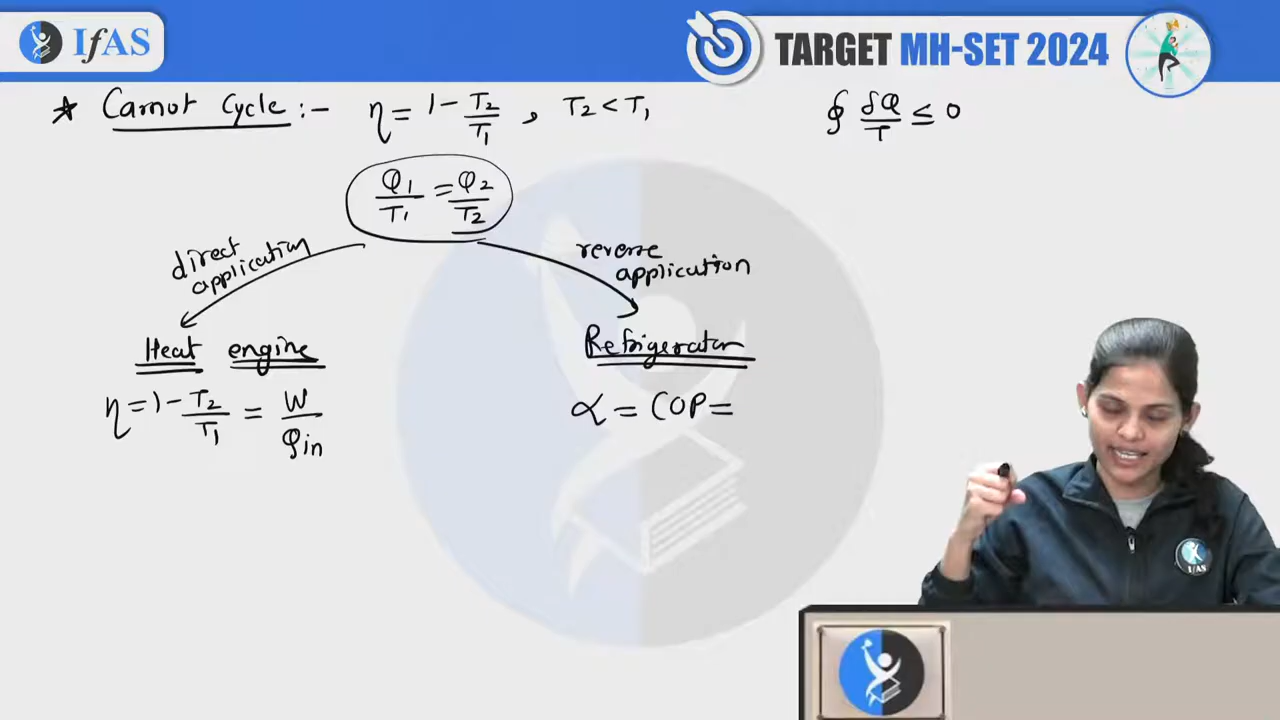 IfAS
TARGET MH-SET 2024
* Carnot Cycle :- η = 1 - T₂/T₁ , T₂ < T₁
∮ δQ/T ≤ 0
Q₁/T₁ = Q₂/T₂
direct application
reverse application
Heat engine
Refrigerator
η = 1 - T₂/T₁ = W/Qin
α = COP =
IfAS